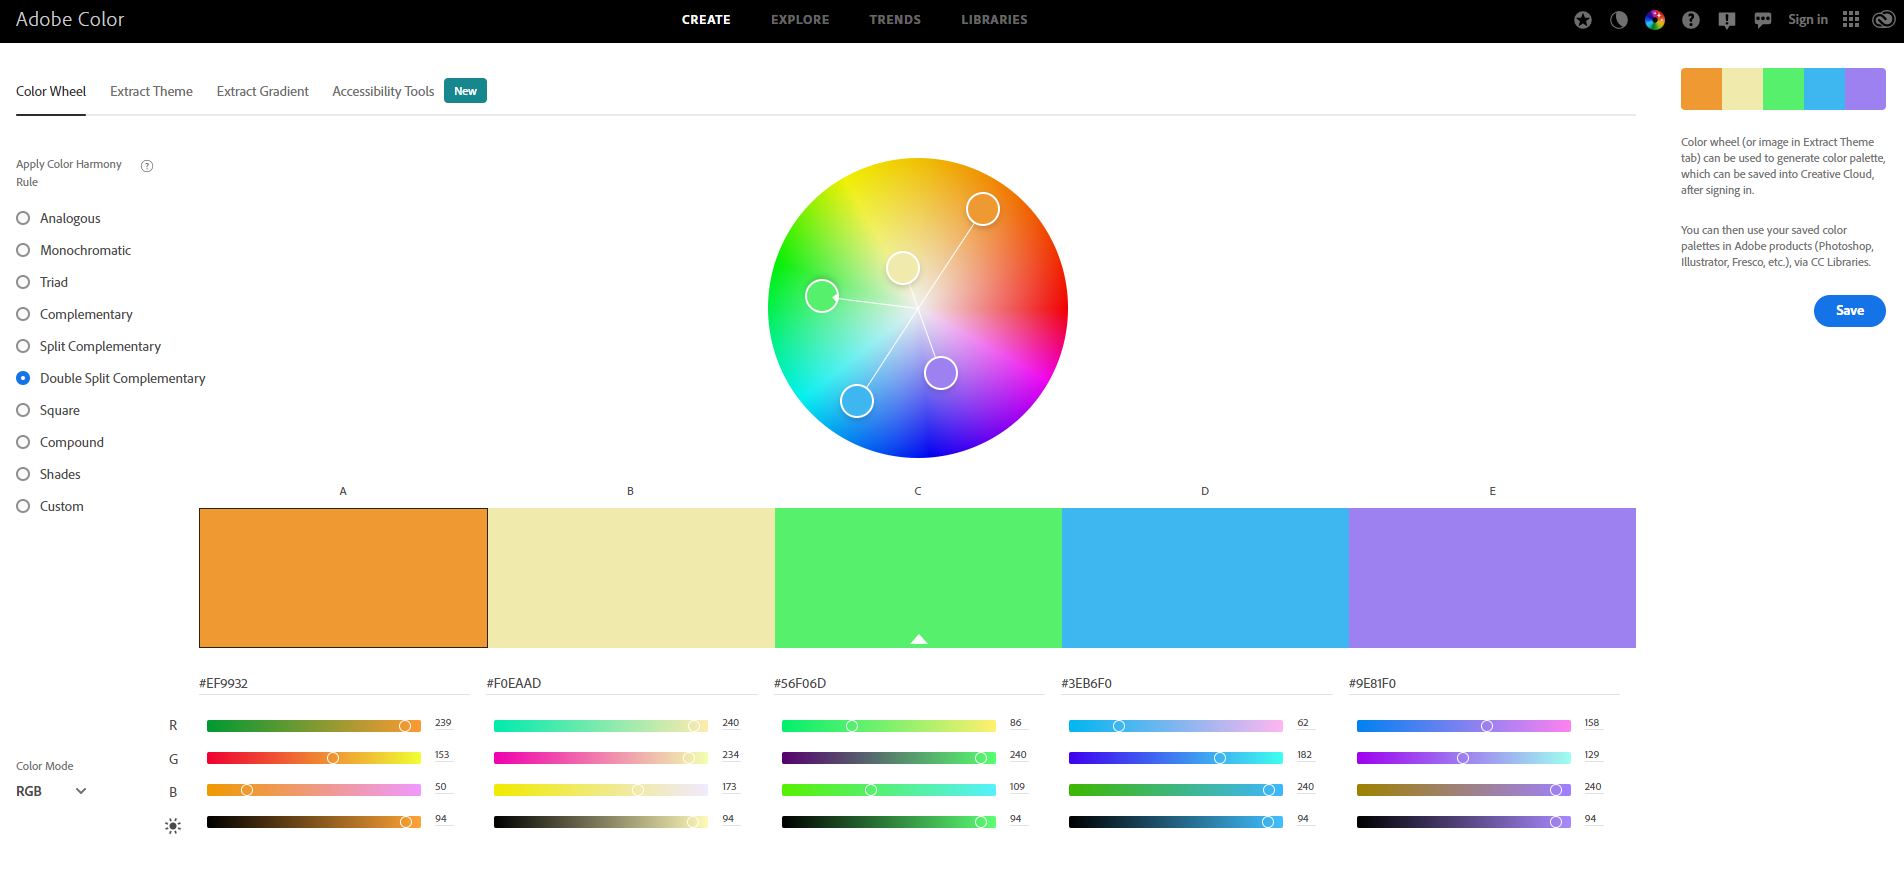 Adobe Color
CREATE EXPLORE TRENDS LIBRARIES
Sign in
Color Wheel Extract Theme Extract Gradient Accessibility Tools New
Apply Color Harmony
Rule
Analogous
Monochromatic
Triad
Complementary
Split Complementary
Double Split Complementary
Square
Compound
Shades
Custom
Color wheel (or image in Extract Theme
tab) can be used to generate color palette,
which can be saved into Creative Cloud,
after signing in.
You can then use your saved color
palettes in Adobe products (Photoshop,
Illustrator, Fresco, etc.), via CC Libraries.
Save
A B C D E
#EF9932 #F0EAAD #56F06D #3EB6F0 #9E81F0
R 239 240 86 62 158
G 153 234 240 182 129
B 50 173 109 240 240
94 94 94 94 94
Color Mode
RGB